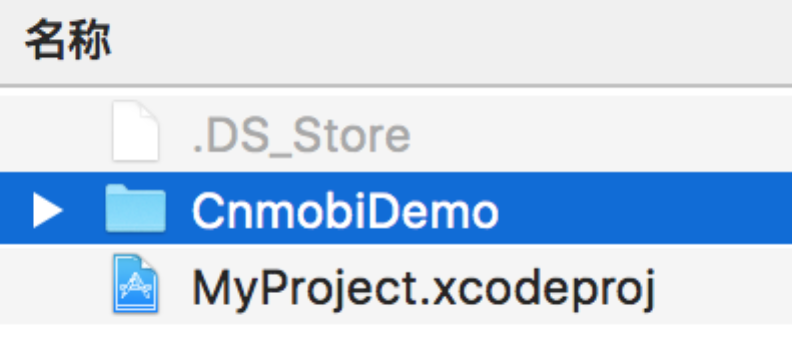 名称
.DS_Store
CnmobiDemo
MyProject.xcodeproj